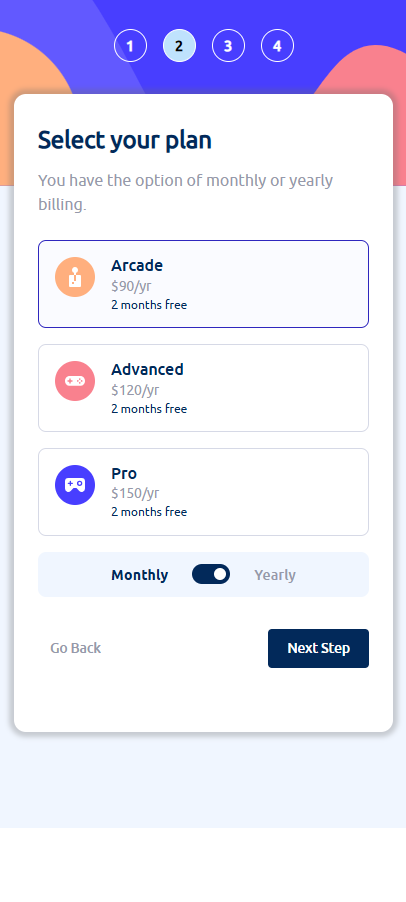 1 2 3 4
Select your plan
You have the option of monthly or yearly
billing.
Arcade
$90/yr
2 months free
Advanced
$120/yr
2 months free
Pro
$150/yr
2 months free
Monthly Yearly
Go Back Next Step